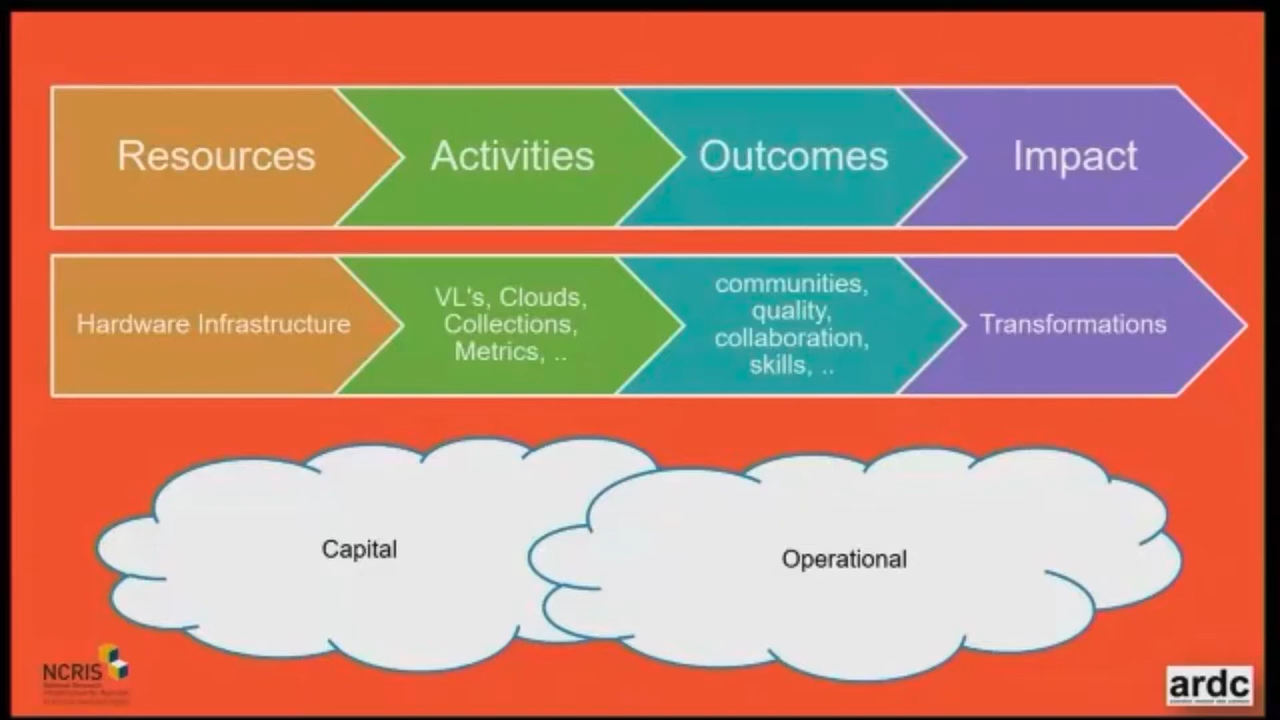 Resources
Activities
Outcomes
Impact
Hardware Infrastructure
VL's, Clouds,
Collections,
Metrics, ..
communities,
quality,
collaboration,
skills, ..
Transformations
Capital
Operational
NCRIS
ardc